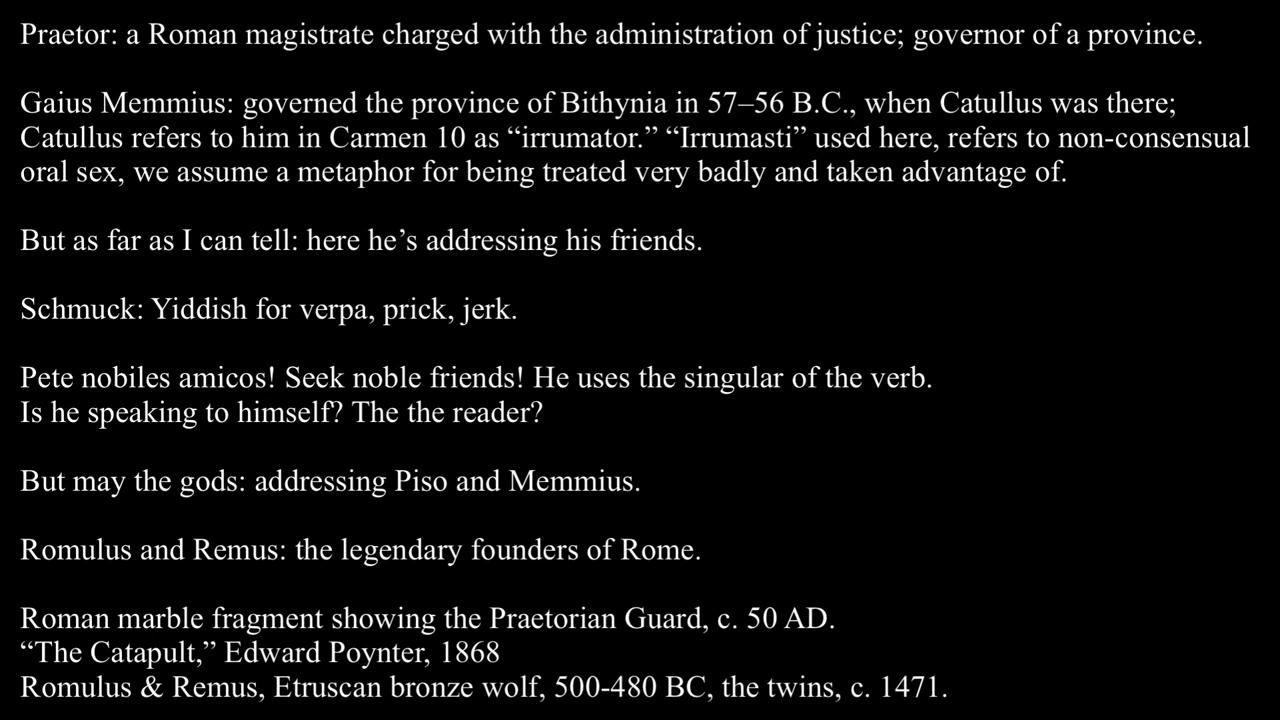 Praetor: a Roman magistrate charged with the administration of justice; governor of a province.
Gaius Memmius: governed the province of Bithynia in 57–56 B.C., when Catullus was there;
Catullus refers to him in Carmen 10 as “irrumator.” “Irrumasti” used here, refers to non-consensual
oral sex, we assume a metaphor for being treated very badly and taken advantage of.
But as far as I can tell: here he’s addressing his friends.
Schmuck: Yiddish for verpa, prick, jerk.
Pete nobiles amicos! Seek noble friends! He uses the singular of the verb.
Is he speaking to himself? The the reader?
But may the gods: addressing Piso and Memmius.
Romulus and Remus: the legendary founders of Rome.
Roman marble fragment showing the Praetorian Guard, c. 50 AD.
“The Catapult,” Edward Poynter, 1868
Romulus & Remus, Etruscan bronze wolf, 500-480 BC, the twins, c. 1471.